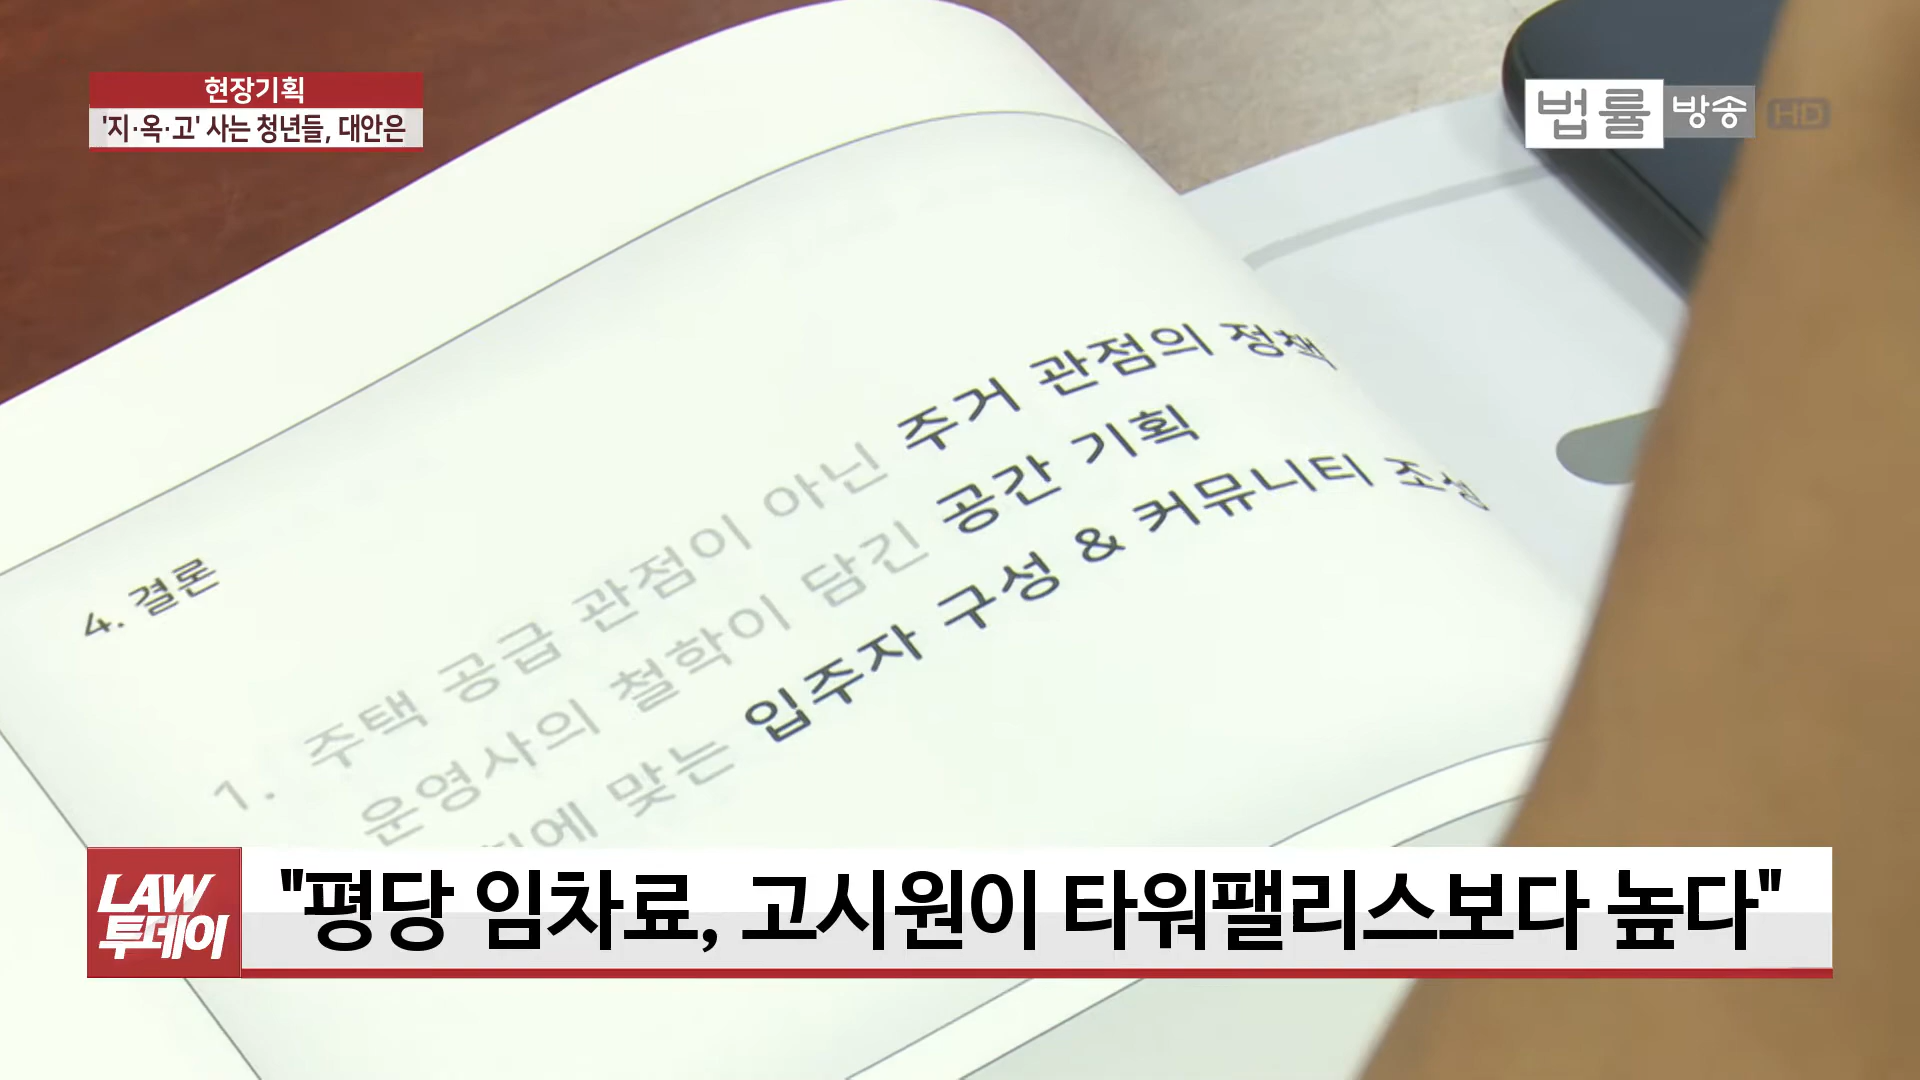 현장기획
'지·옥·고' 사는 청년들, 대안은
법률방송 HD
4. 결론
1. 주택 공급 관점이 아닌 주거 관점의 정책
운영사의 철학이 담긴 공간 기획
에 맞는 입주자 구성 & 커뮤니티 조성
LAW
투데이
"평당 임차료, 고시원이 타워팰리스보다 높다"